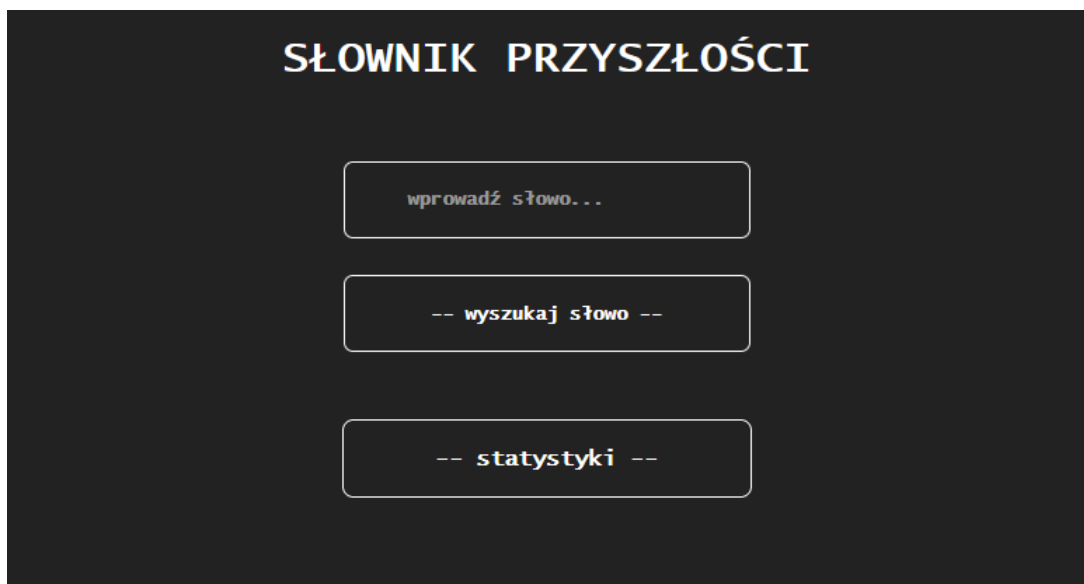 SŁOWNIK PRZYSZŁOŚCI
wprowadź słowo...
-- wyszukaj słowo --
-- statystyki --